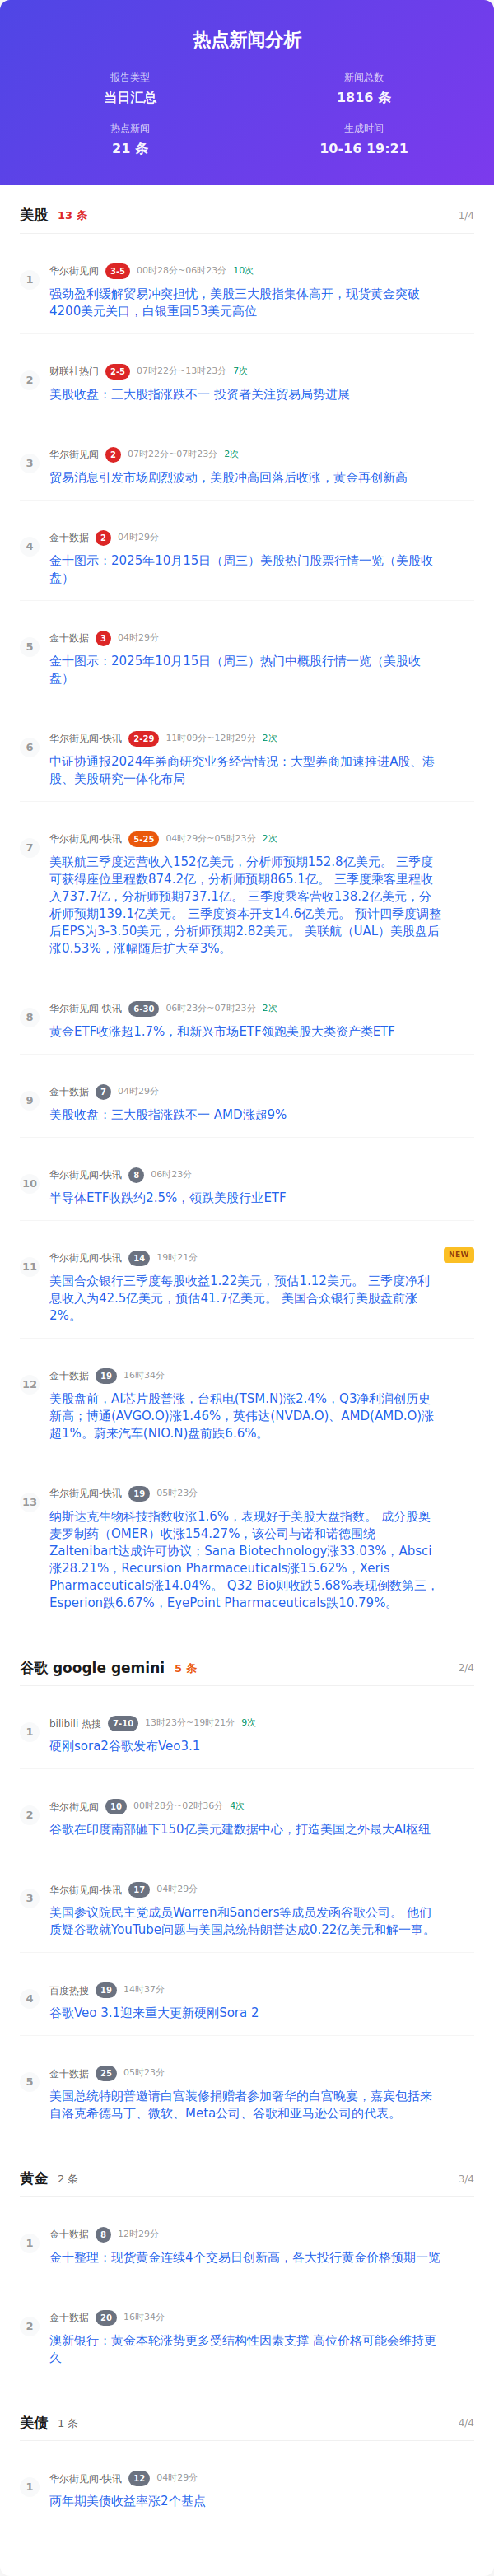 热点新闻分析
报告类型
新闻总数
当日汇总
1816 条
热点新闻
生成时间
21 条
10-16 19:21
美股 13 条 1/4
1 华尔街见闻 3-5 00时28分~06时23分 10次
强劲盈利缓解贸易冲突担忧，美股三大股指集体高开，现货黄金突破
4200美元关口，白银重回53美元高位
2 财联社热门 2-5 07时22分~13时23分 7次
美股收盘：三大股指涨跌不一 投资者关注贸易局势进展
3 华尔街见闻 2 07时22分~07时23分 2次
贸易消息引发市场剧烈波动，美股冲高回落后收涨，黄金再创新高
4 金十数据 2 04时29分
金十图示：2025年10月15日（周三）美股热门股票行情一览（美股收
盘）
5 金十数据 3 04时29分
金十图示：2025年10月15日（周三）热门中概股行情一览（美股收
盘）
6 华尔街见闻-快讯 2-29 11时09分~12时29分 2次
中证协通报2024年券商研究业务经营情况：大型券商加速推进A股、港
股、美股研究一体化布局
7 华尔街见闻-快讯 5-25 04时29分~05时23分 2次
美联航三季度运营收入152亿美元，分析师预期152.8亿美元。 三季度
可获得座位里程数874.2亿，分析师预期865.1亿。 三季度乘客里程收
入737.7亿，分析师预期737.1亿。 三季度乘客营收138.2亿美元，分
析师预期139.1亿美元。 三季度资本开支14.6亿美元。 预计四季度调整
后EPS为3-3.50美元，分析师预期2.82美元。 美联航（UAL）美股盘后
涨0.53%，涨幅随后扩大至3%。
8 华尔街见闻-快讯 6-30 06时23分~07时23分 2次
黄金ETF收涨超1.7%，和新兴市场ETF领跑美股大类资产类ETF
9 金十数据 7 04时29分
美股收盘：三大股指涨跌不一 AMD涨超9%
10 华尔街见闻-快讯 8 06时23分
半导体ETF收跌约2.5%，领跌美股行业ETF
11 华尔街见闻-快讯 14 19时21分 NEW
美国合众银行三季度每股收益1.22美元，预估1.12美元。 三季度净利
息收入为42.5亿美元，预估41.7亿美元。 美国合众银行美股盘前涨
2%。
12 金十数据 19 16时34分
美股盘前，AI芯片股普涨，台积电(TSM.N)涨2.4%，Q3净利润创历史
新高；博通(AVGO.O)涨1.46%，英伟达(NVDA.O)、AMD(AMD.O)涨
超1%。蔚来汽车(NIO.N)盘前跌6.6%。
13 华尔街见闻-快讯 19 05时23分
纳斯达克生物科技指数收涨1.6%，表现好于美股大盘指数。 成分股奥
麦罗制药（OMER）收涨154.27%，该公司与诺和诺德围绕
Zaltenibart达成许可协议；Sana Biotechnology涨33.03%，Absci
涨28.21%，Recursion Pharmaceuticals涨15.62%，Xeris
Pharmaceuticals涨14.04%。 Q32 Bio则收跌5.68%表现倒数第三，
Esperion跌6.67%，EyePoint Pharmaceuticals跌10.79%。
谷歌 google gemini 5 条 2/4
1 bilibili 热搜 7-10 13时23分~19时21分 9次
硬刚sora2谷歌发布Veo3.1
2 华尔街见闻 10 00时28分~02时36分 4次
谷歌在印度南部砸下150亿美元建数据中心，打造美国之外最大AI枢纽
3 华尔街见闻-快讯 17 04时29分
美国参议院民主党成员Warren和Sanders等成员发函谷歌公司。 他们
质疑谷歌就YouTube问题与美国总统特朗普达成0.22亿美元和解一事。
4 百度热搜 19 14时37分
谷歌Veo 3.1迎来重大更新硬刚Sora 2
5 金十数据 25 05时23分
美国总统特朗普邀请白宫装修捐赠者参加奢华的白宫晚宴，嘉宾包括来
自洛克希德马丁、微软、Meta公司、谷歌和亚马逊公司的代表。
黄金 2 条 3/4
1 金十数据 8 12时29分
金十整理：现货黄金连续4个交易日创新高，各大投行黄金价格预期一览
2 金十数据 20 16时34分
澳新银行：黄金本轮涨势更多受结构性因素支撑 高位价格可能会维持更
久
美债 1 条 4/4
1 华尔街见闻-快讯 12 04时29分
两年期美债收益率涨2个基点